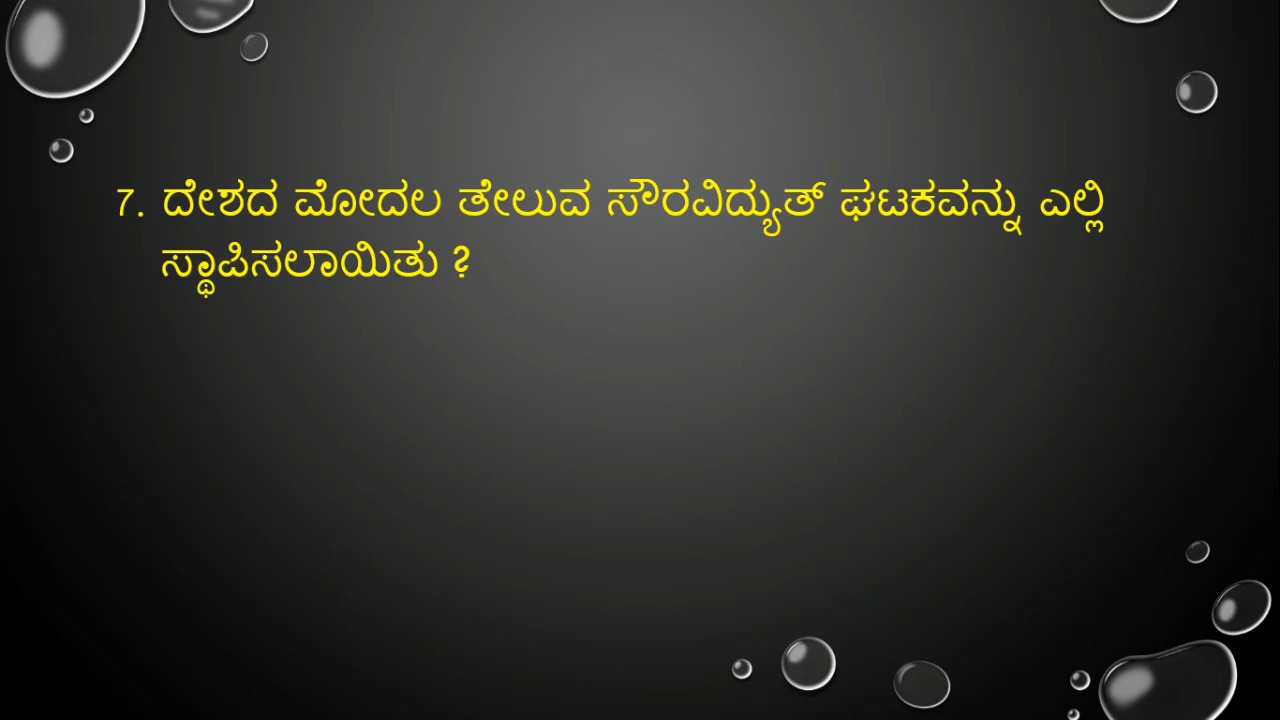 7. ದೇಶದ ಮೋದಲ ತೇಲುವ ಸೌರವಿದ್ಯುತ್ ಘಟಕವನ್ನು ಎಲ್ಲಿ
ಸ್ಥಾಪಿಸಲಾಯಿತು ?